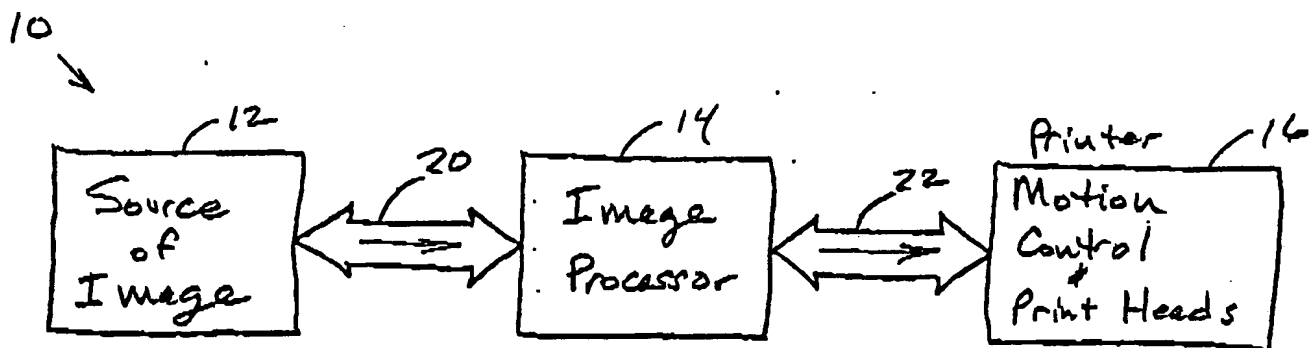 10
12
Source
of
Image
20
14
Image
Processor
22
Printer
16
Motion
Control
&
Print Heads